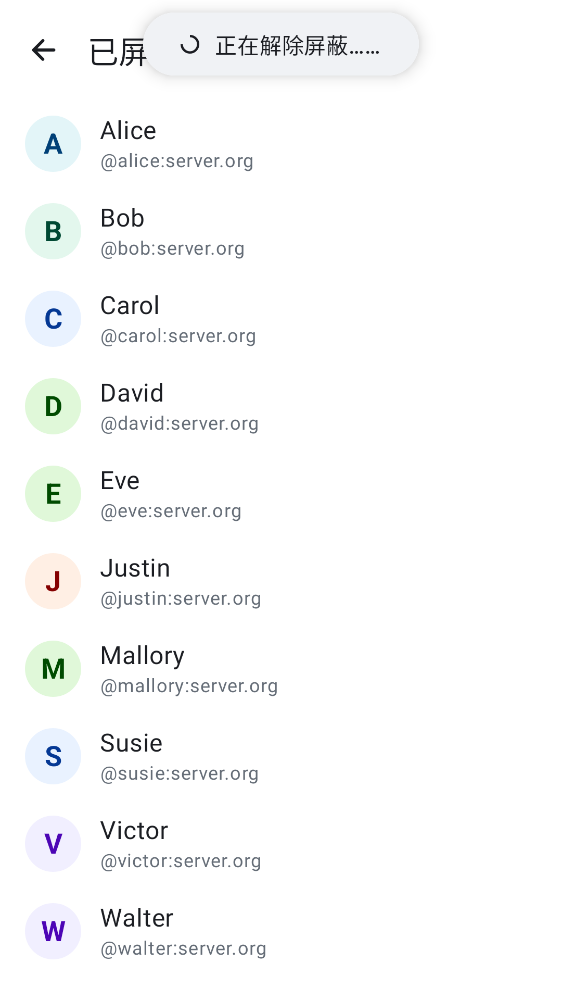 已屏
正在解除屏蔽……
A
Alice
@alice:server.org
B
Bob
@bob:server.org
C
Carol
@carol:server.org
D
David
@david:server.org
E
Eve
@eve:server.org
J
Justin
@justin:server.org
M
Mallory
@mallory:server.org
S
Susie
@susie:server.org
V
Victor
@victor:server.org
W
Walter
@walter:server.org